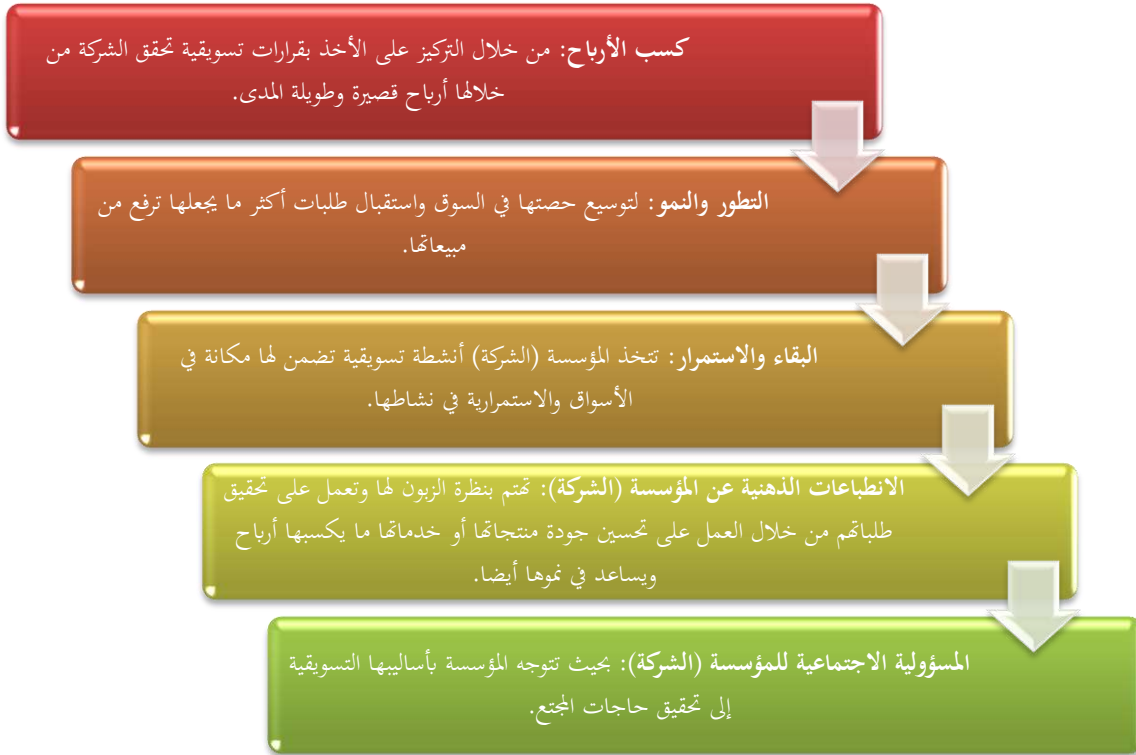 كسب الأرباح: من خلال التركيز على الأخذ بقرارات تسويقية تحقق الشركة من
خلالها أرباح قصيرة وطويلة المدى.
التطور والنمو: لتوسيع حصتها في السوق واستقبال طلبات أكثر ما يجعلها ترفع من
مبيعاتها.
البقاء والاستمرار: تتخذ المؤسسة (الشركة) أنشطة تسويقية تضمن لها مكانة في
الأسواق والاستمرارية في نشاطها.
الانطباعات الذهنية عن المؤسسة (الشركة): تهتم بنظرة الزبون لها وتعمل على تحقيق
طلباتهم من خلال العمل على تحسين جودة منتجاتها أو خدماتها ما يكسبها أرباح
ويساعد في نموها أيضا.
المسؤولية الاجتماعية للمؤسسة (الشركة): بحيث تتوجه المؤسسة بأساليبها التسويقية
إلى تحقيق حاجات المجتع.